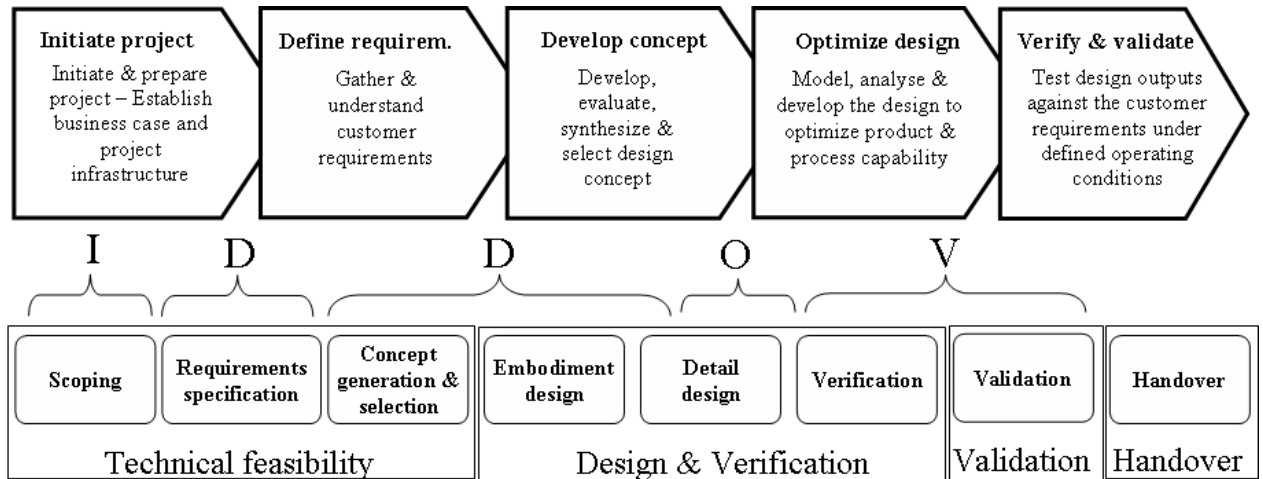 Initiate project
Initiate & prepare
project – Establish
business case and
project
infrastructure
Define requirem.
Gather &
understand
customer
requirements
Develop concept
Develop,
evaluate,
synthesize &
select design
concept
Optimize design
Model, analyse &
develop the design to
optimize product &
process capability
Verify & validate
Test design outputs
against the customer
requirements under
defined operating
conditions
I
D
D
O
V
Scoping
Requirements
specification
Concept
generation &
selection
Embodiment
design
Detail
design
Verification
Validation
Handover
Technical feasibility
Design & Verification
Validation
Handover